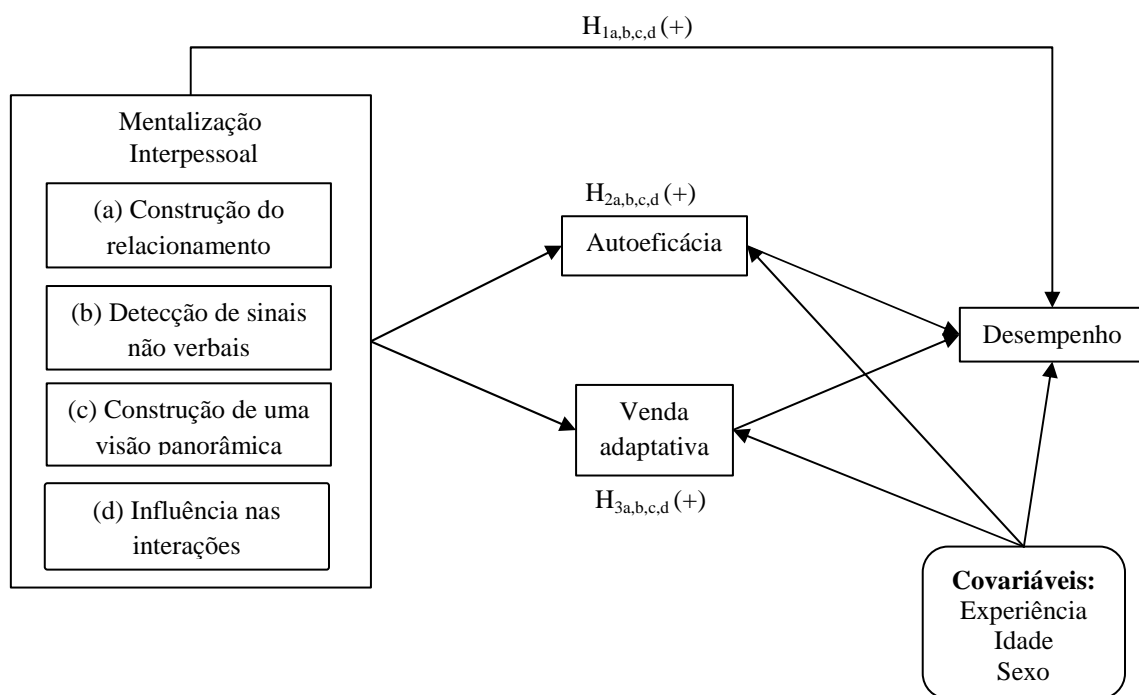 H1a,b,c,d (+)
Mentalização
Interpessoal
(a) Construção do
relacionamento
(b) Detecção de sinais
não verbais
(c) Construção de uma
visão panorâmica
(d) Influência nas
interações
H2a,b,c,d (+)
Autoeficácia
Venda
adaptativa
H3a,b,c,d (+)
Desempenho
Covariáveis:
Experiência
Idade
Sexo